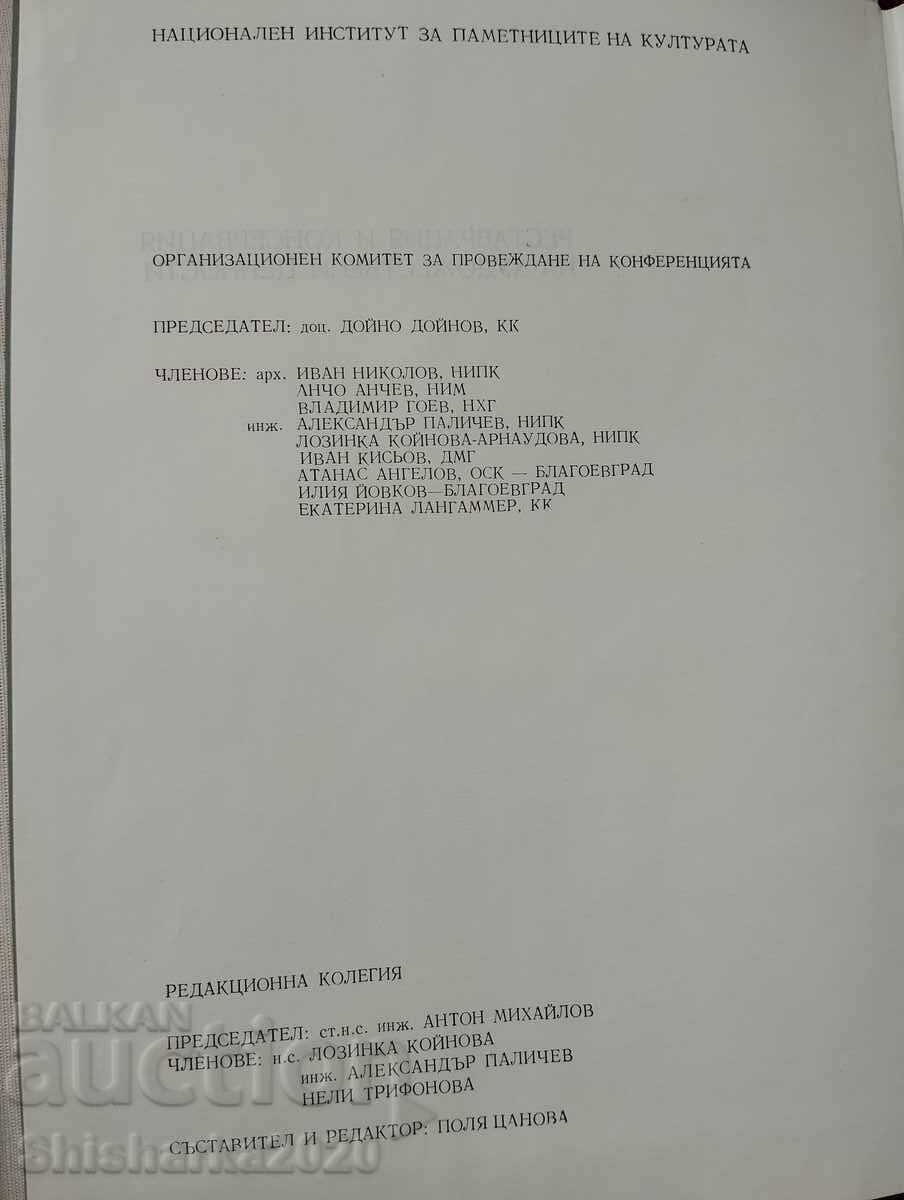 НАЦИОНАЛЕН ИНСТИТУТ ЗА ПАМЕТНИЦИТЕ НА КУЛТУРАТА
РЕСТАВРАЦИЯ И КОНСЕРВАЦИЯ
ОРГАНИЗАЦИОНЕН КОМИТЕТ ЗА ПРОВЕЖДАНЕ НА КОНФЕРЕНЦИЯТА
ПРЕДСЕДАТЕЛ: доц. ДОЙНО ДОЙНОВ, КК
ЧЛЕНОВЕ: арх. ИВАН НИКОЛОВ, НИПК
АНЧО АНЧЕВ, НИМ
ВЛАДИМИР ГОЕВ, НХГ
инж. АЛЕКСАНДЪР ПАЛИЧЕВ, НИПК
ЛОЗИНКА КОЙНОВА-АРНАУДОВА, НИПК
ИВАН КИСЬОВ, ДМГ
АТАНАС АНГЕЛОВ, ОСК — БЛАГОЕВГРАД
ИЛИЯ ЙОВКОВ—БЛАГОЕВГРАД
ЕКАТЕРИНА ЛАНГАММЕР, КК
РЕДАКЦИОННА КОЛЕГИЯ
ПРЕДСЕДАТЕЛ: ст.н.с. инж. АНТОН МИХАЙЛОВ
ЧЛЕНОВЕ: н.с. ЛОЗИНКА КОЙНОВА
инж. АЛЕКСАНДЪР ПАЛИЧЕВ
НЕЛИ ТРИФОНОВА
СЪСТАВИТЕЛ И РЕДАКТОР: ПОЛЯ ЦАНОВА
BALKAN
auction
Shisharka2020